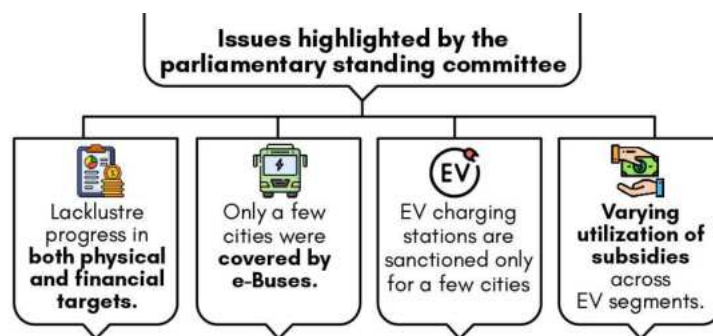 Issues highlighted by the
parliamentary standing committee
Lacklustre
progress in
both physical
and financial
targets.
Only a few
cities were
covered by
e-Buses.
EV
EV charging
stations are
sanctioned only
for a few cities
Varying
utilization of
subsidies
across
EV segments.